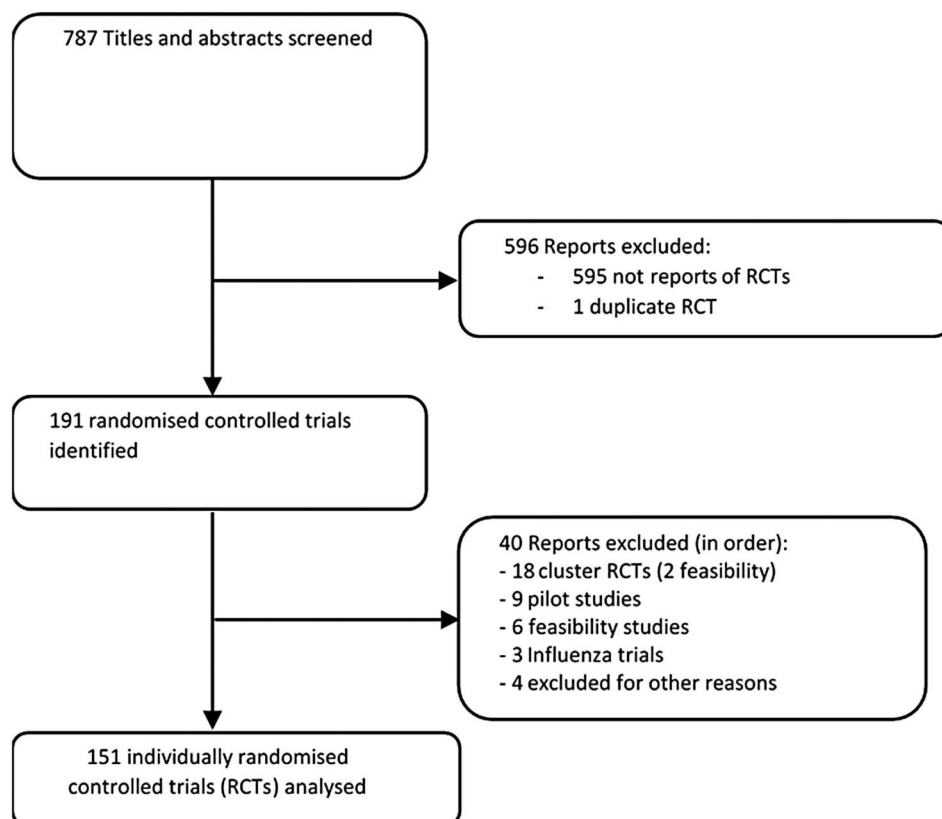 787 Titles and abstracts screened
596 Reports excluded:
- 595 not reports of RCTs
- 1 duplicate RCT
191 randomised controlled trials
identified
40 Reports excluded (in order):
- 18 cluster RCTs (2 feasibility)
- 9 pilot studies
- 6 feasibility studies
- 3 Influenza trials
- 4 excluded for other reasons
151 individually randomised
controlled trials (RCTs) analysed